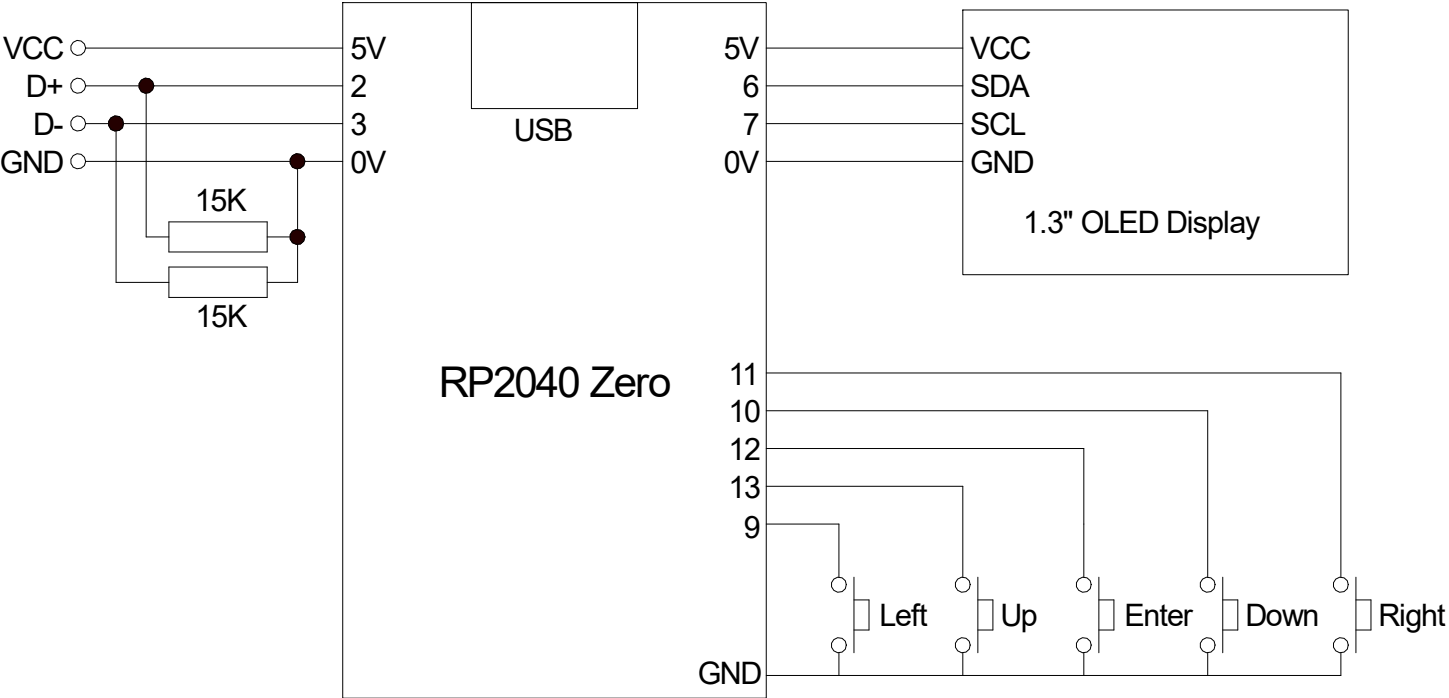 VCC 5V 5V VCC
D+ 2 6 SDA
D- 3 USB 7 SCL
GND 0V 0V GND
15K
1.3" OLED Display
15K
RP2040 Zero
11
10
12
13
9
Left Up Enter Down Right
GND